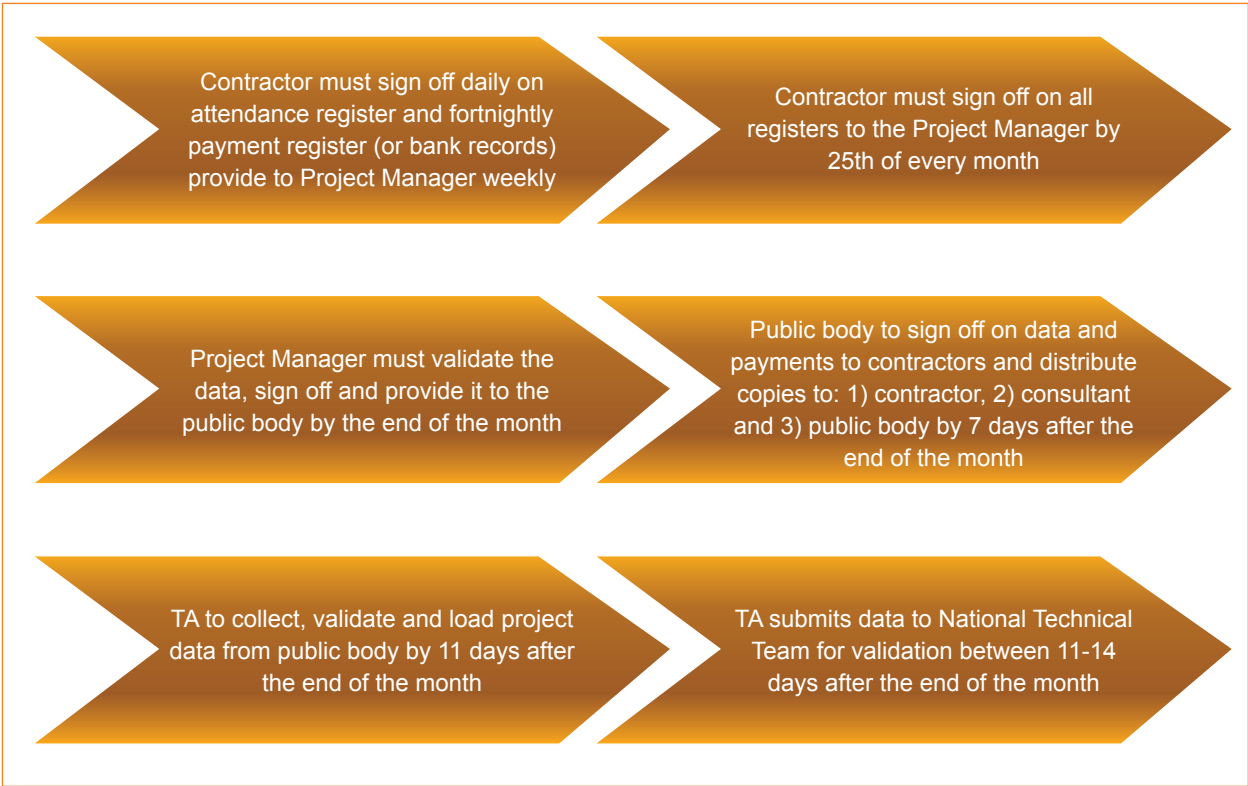 Contractor must sign off daily on
attendance register and fortnightly
payment register (or bank records)
provide to Project Manager weekly
Contractor must sign off on all
registers to the Project Manager by
25th of every month
Project Manager must validate the
data, sign off and provide it to the
public body by the end of the month
Public body to sign off on data and
payments to contractors and distribute
copies to: 1) contractor, 2) consultant
and 3) public body by 7 days after the
end of the month
TA to collect, validate and load project
data from public body by 11 days after
the end of the month
TA submits data to National Technical
Team for validation between 11-14
days after the end of the month